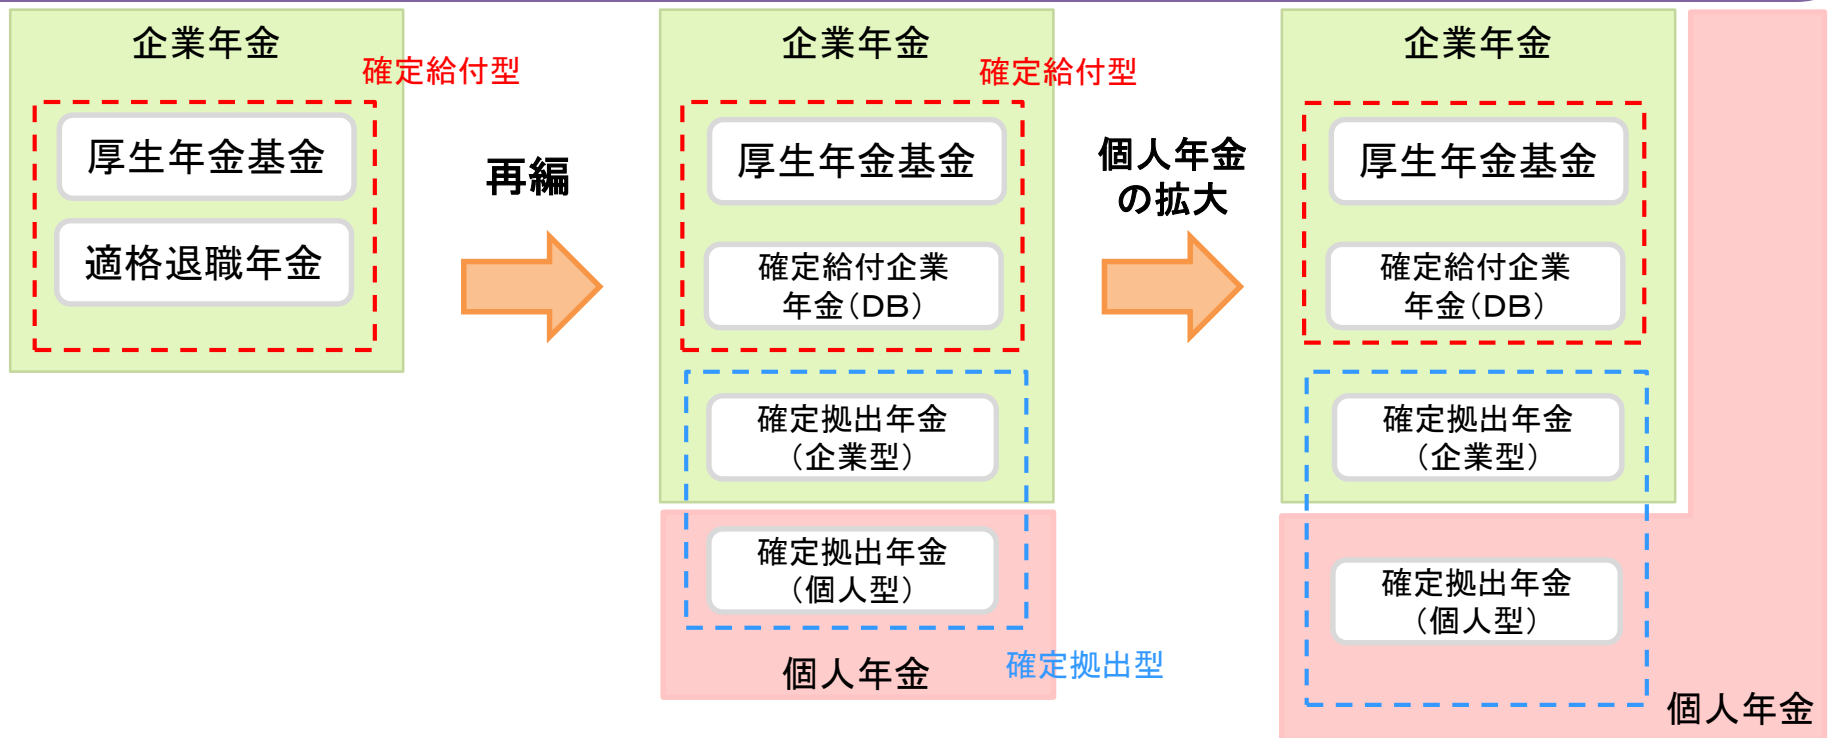 企業年金
確定給付型
厚生年金基金
適格退職年金
再編
企業年金
確定給付型
厚生年金基金
確定給付企業
年金(DB)
確定拠出年金
(企業型)
確定拠出年金
(個人型)
個人年金
確定拠出型
個人年金
の拡大
企業年金
厚生年金基金
確定給付企業
年金(DB)
確定拠出年金
(企業型)
確定拠出年金
(個人型)
個人年金